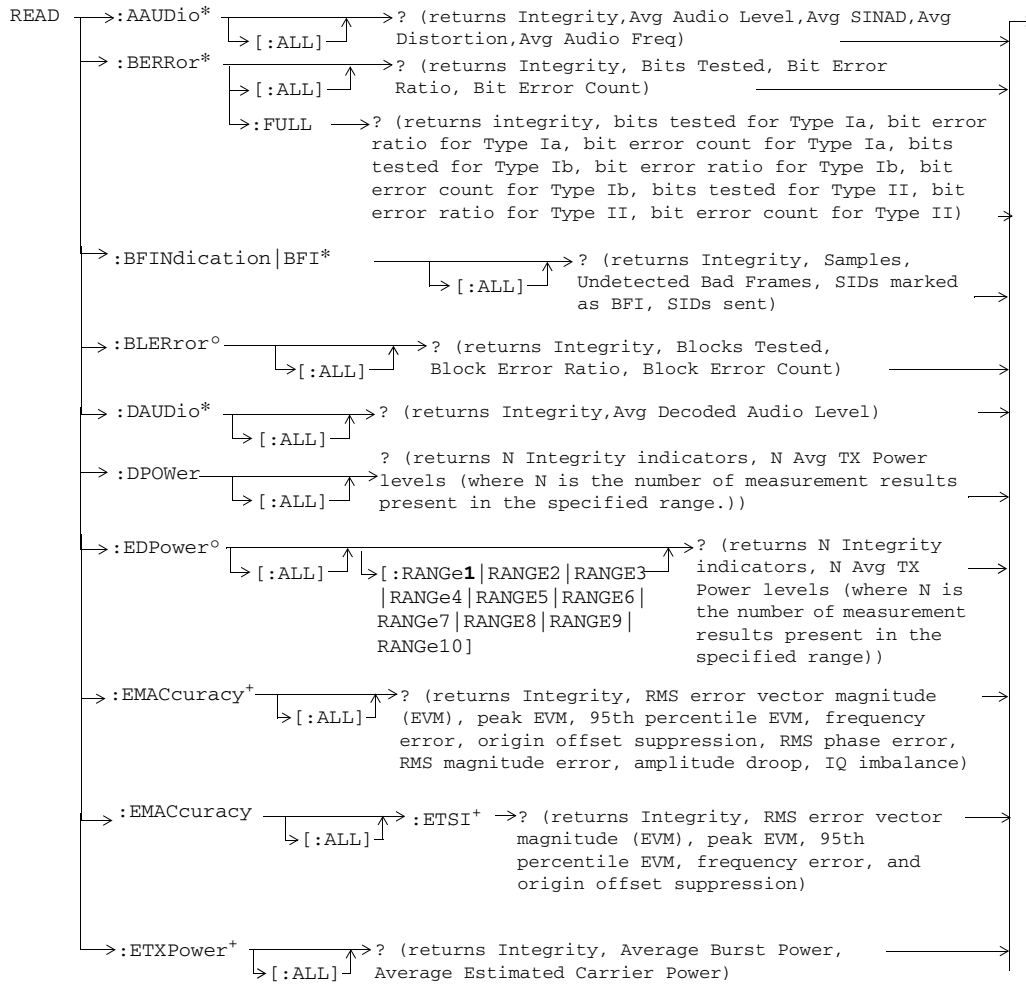 READ :AAUDio* ? (returns Integrity,Avg Audio Level,Avg SINAD,Avg
[:ALL] Distortion,Avg Audio Freq)
:BERRor* ? (returns Integrity, Bits Tested, Bit Error
[:ALL] Ratio, Bit Error Count)
:FULL ? (returns integrity, bits tested for Type Ia, bit error
ratio for Type Ia, bit error count for Type Ia, bits
tested for Type Ib, bit error ratio for Type Ib, bit
error count for Type Ib, bits tested for Type II, bit
error ratio for Type II, bit error count for Type II)
:BFINdication|BFI* ? (returns Integrity, Samples,
[:ALL] Undetected Bad Frames, SIDs marked
as BFI, SIDs sent)
:BLERror° ? (returns Integrity, Blocks Tested,
[:ALL] Block Error Ratio, Block Error Count)
:DAUDio* ? (returns Integrity,Avg Decoded Audio Level)
[:ALL]
:DPOWer ? (returns N Integrity indicators, N Avg TX Power
levels (where N is the number of measurement results
[:ALL] present in the specified range.))
:EDPower° ? (returns N Integrity
[:ALL] [:RANGe1|RANGE2|RANGE3 indicators, N Avg TX
|RANGe4|RANGE5|RANGE6| Power levels (where N is
RANGe7|RANGE8|RANGE9| the number of measurement
RANGe10] results present in the
specified range))
:EMACcuracy+ ? (returns Integrity, RMS error vector magnitude
[:ALL] (EVM), peak EVM, 95th percentile EVM, frequency
error, origin offset suppression, RMS phase error,
RMS magnitude error, amplitude droop, IQ imbalance)
:EMACcuracy :ETSI+ ? (returns Integrity, RMS error vector
[:ALL] magnitude (EVM), peak EVM, 95th
percentile EVM, frequency error, and
origin offset suppression)
:ETXPower+ ? (returns Integrity, Average Burst Power,
[:ALL] Average Estimated Carrier Power)